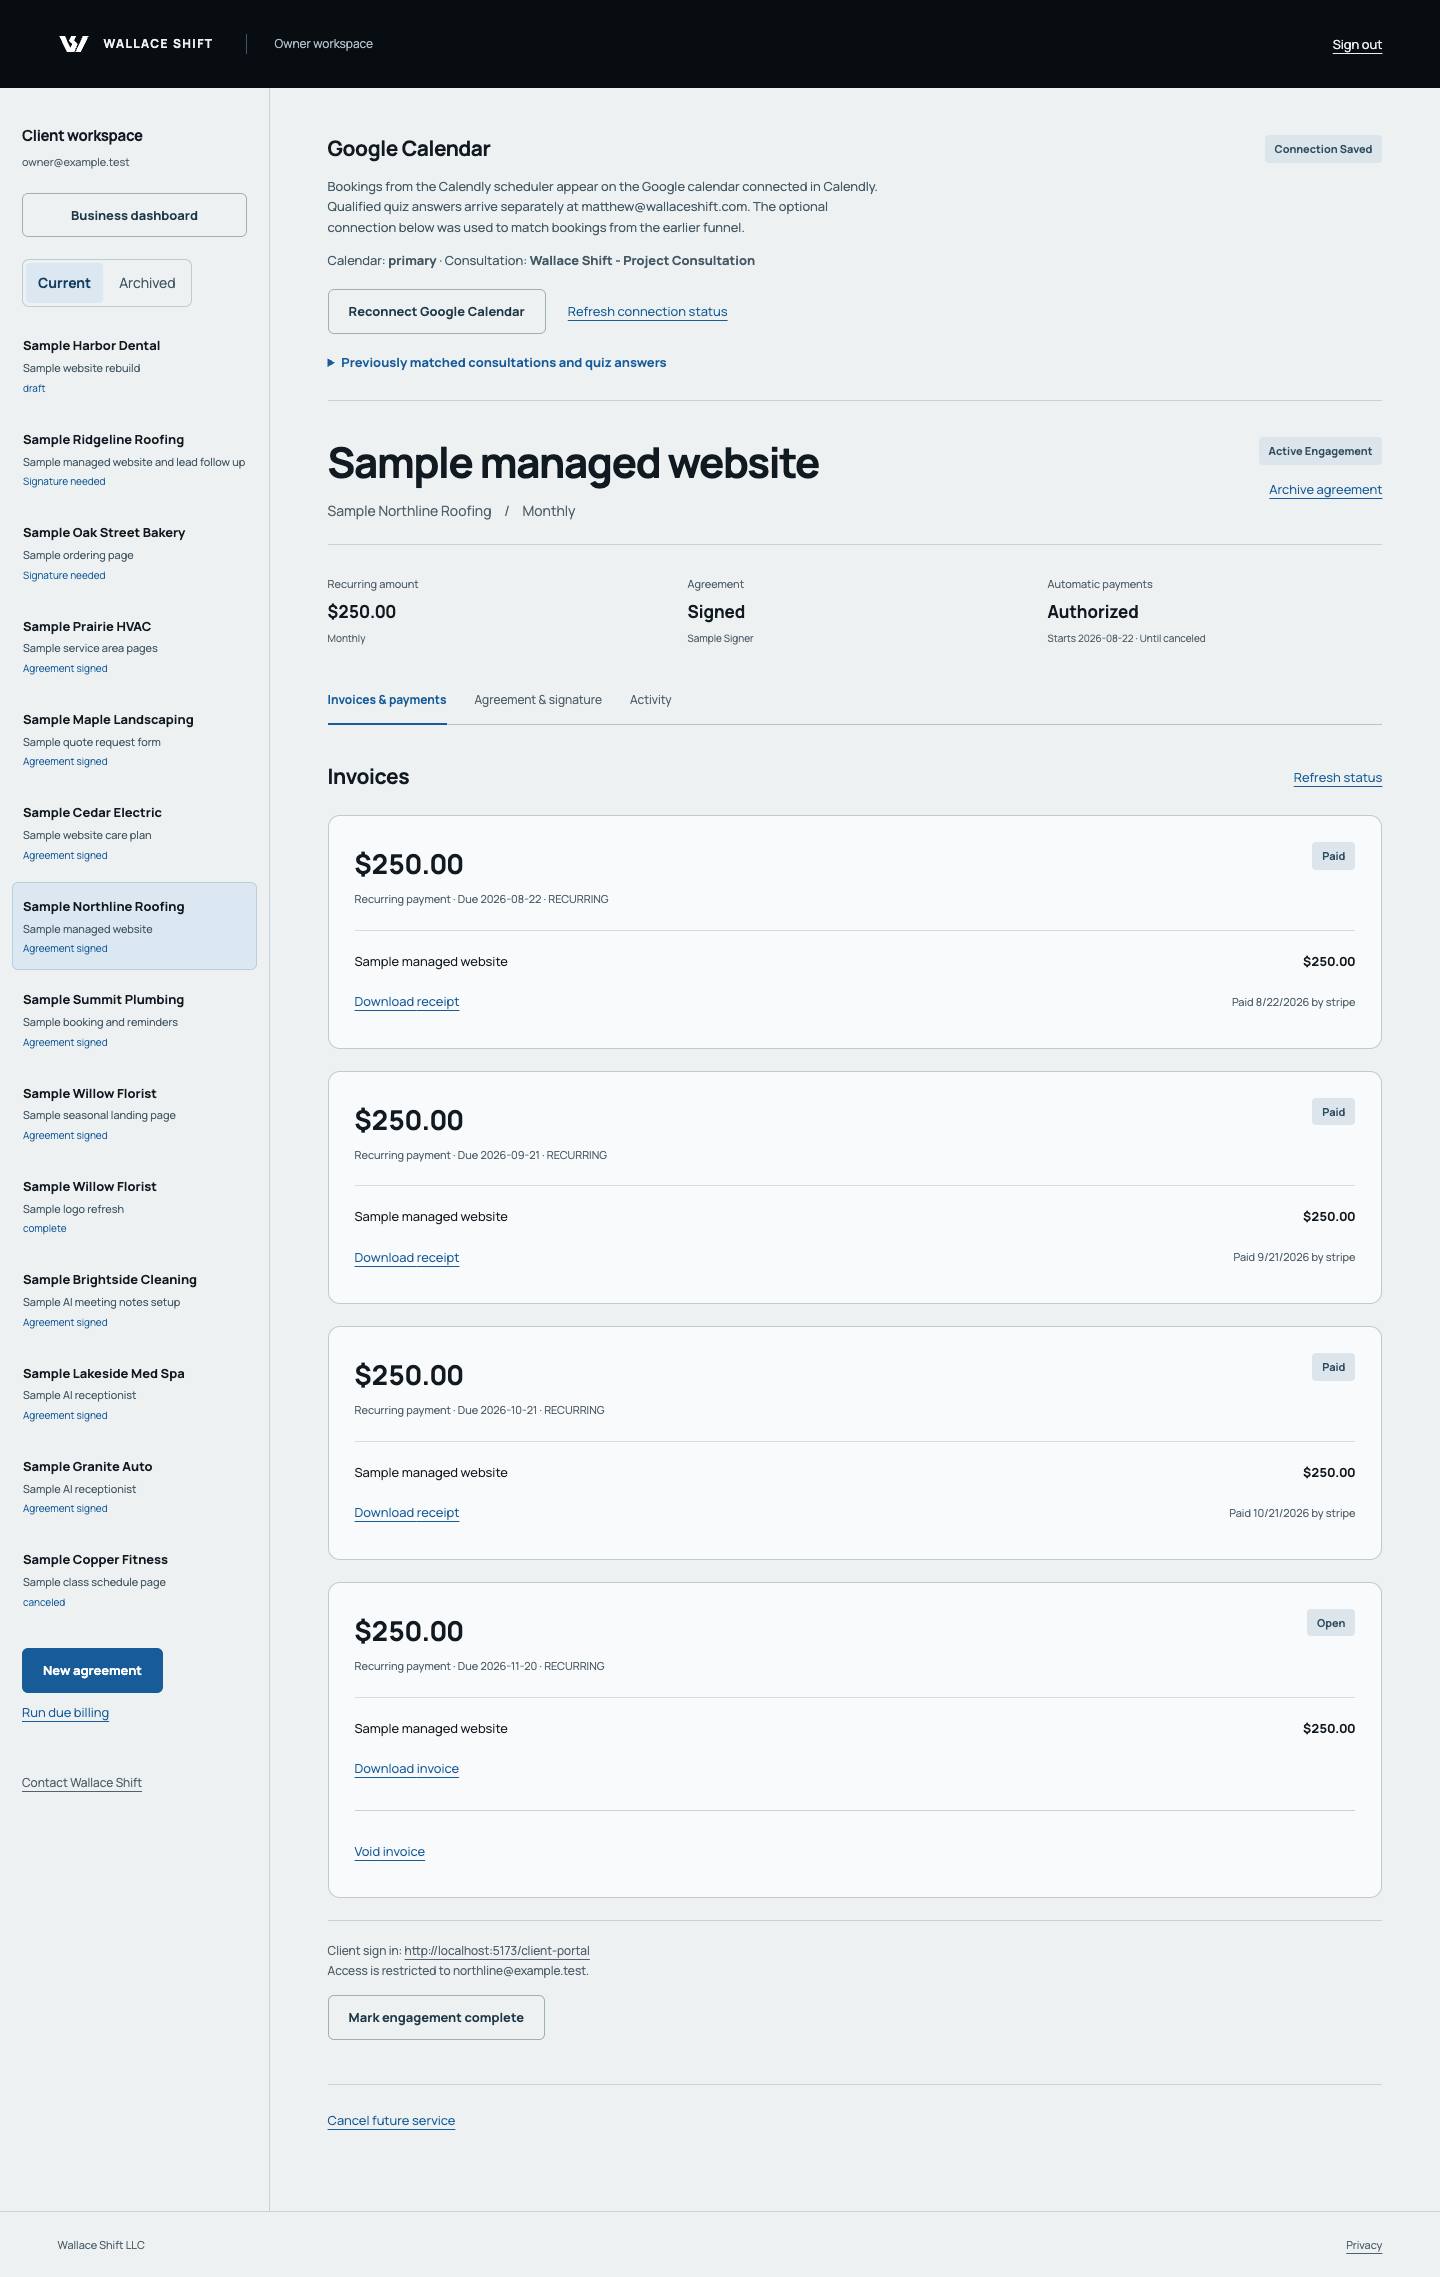 WALLACE SHIFT
Owner workspace
Sign out
Client workspace
owner@example.test
Business dashboard
Current
Archived
Sample Harbor Dental
Sample website rebuild
draft
Sample Ridgeline Roofing
Sample managed website and lead follow up
Signature needed
Sample Oak Street Bakery
Sample ordering page
Signature needed
Sample Prairie HVAC
Sample service area pages
Agreement signed
Sample Maple Landscaping
Sample quote request form
Agreement signed
Sample Cedar Electric
Sample website care plan
Agreement signed
Sample Northline Roofing
Sample managed website
Agreement signed
Sample Summit Plumbing
Sample booking and reminders
Agreement signed
Sample Willow Florist
Sample seasonal landing page
Agreement signed
Sample Willow Florist
Sample logo refresh
complete
Sample Brightside Cleaning
Sample AI meeting notes setup
Agreement signed
Sample Lakeside Med Spa
Sample AI receptionist
Agreement signed
Sample Granite Auto
Sample AI receptionist
Agreement signed
Sample Copper Fitness
Sample class schedule page
canceled
New agreement
Run due billing
Contact Wallace Shift
Google Calendar
Connection Saved
Bookings from the Calendly scheduler appear on the Google calendar connected in Calendly.
Qualified quiz answers arrive separately at matthew@wallaceshift.com. The optional
connection below was used to match bookings from the earlier funnel.
Calendar: primary · Consultation: Wallace Shift - Project Consultation
Reconnect Google Calendar
Refresh connection status
▶ Previously matched consultations and quiz answers
Sample managed website
Active Engagement
Archive agreement
Sample Northline Roofing / Monthly
Recurring amount
$250.00
Monthly
Agreement
Signed
Sample Signer
Automatic payments
Authorized
Starts 2026-08-22 · Until canceled
Invoices & payments
Agreement & signature
Activity
Invoices
Refresh status
$250.00
Paid
Recurring payment · Due 2026-08-22 · RECURRING
Sample managed website
$250.00
Download receipt
Paid 8/22/2026 by stripe
$250.00
Paid
Recurring payment · Due 2026-09-21 · RECURRING
Sample managed website
$250.00
Download receipt
Paid 9/21/2026 by stripe
$250.00
Paid
Recurring payment · Due 2026-10-21 · RECURRING
Sample managed website
$250.00
Download receipt
Paid 10/21/2026 by stripe
$250.00
Open
Recurring payment · Due 2026-11-20 · RECURRING
Sample managed website
$250.00
Download invoice
Void invoice
Client sign in: http://localhost:5173/client-portal
Access is restricted to northline@example.test.
Mark engagement complete
Cancel future service
Wallace Shift LLC
Privacy